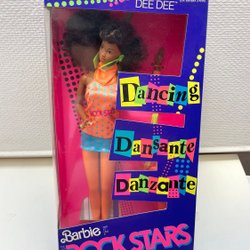 DEE DEE
Dancing
Dansante
Danzante
Barbie
ROCK STARS